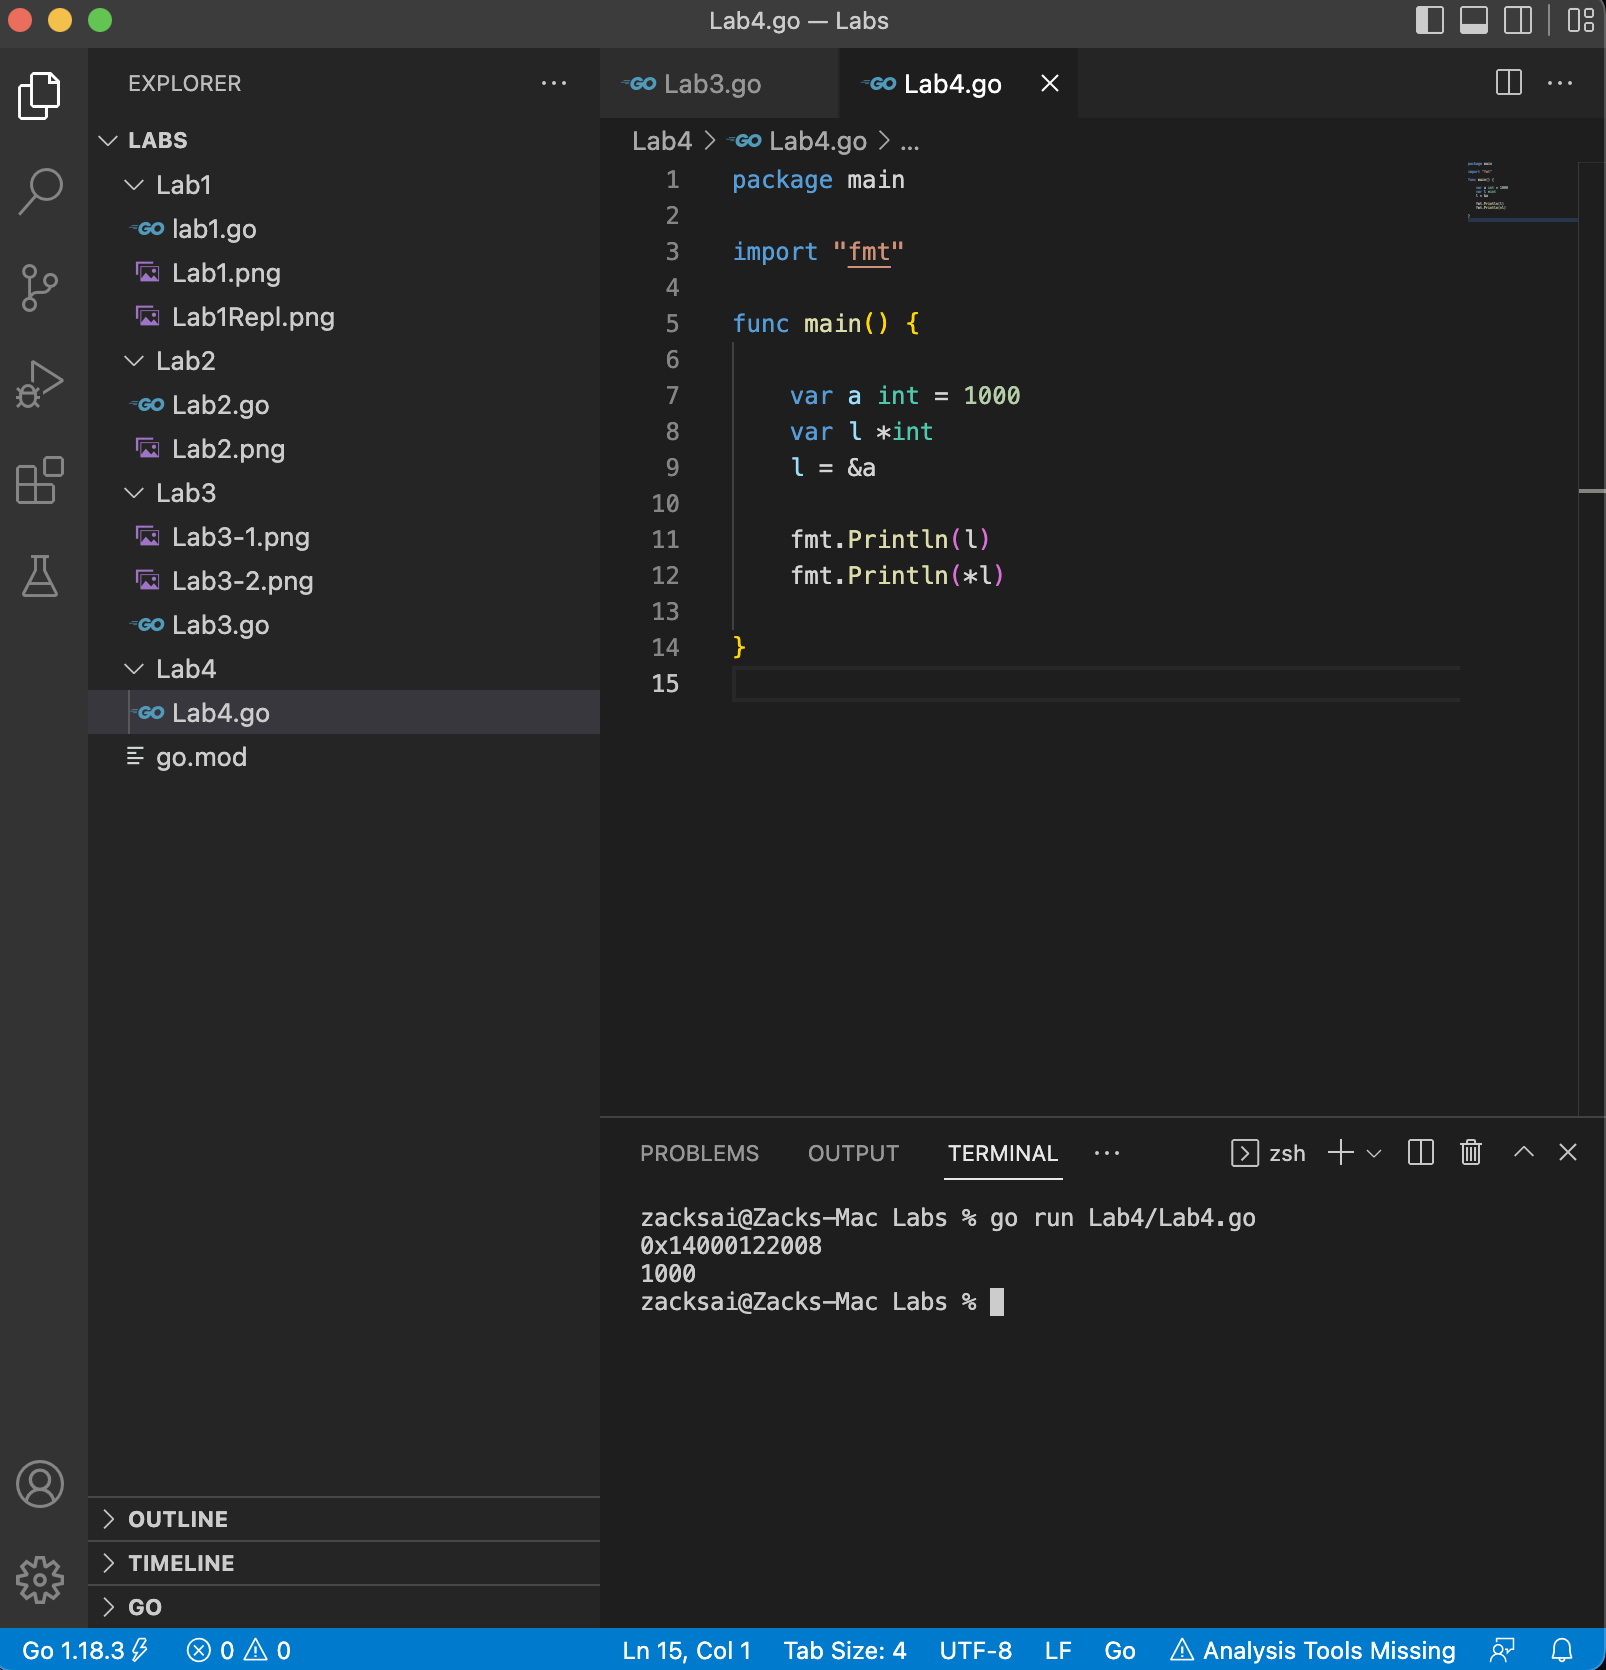 Lab4.go — Labs
EXPLORER
LABS
Lab1
lab1.go
Lab1.png
Lab1Repl.png
Lab2
Lab2.go
Lab2.png
Lab3
Lab3-1.png
Lab3-2.png
Lab3.go
Lab4
Lab4.go
go.mod
OUTLINE
TIMELINE
GO
Lab3.go
Lab4.go
Lab4 > Lab4.go > ...
1 package main
2
3 import "fmt"
4
5 func main() {
6
7 var a int = 1000
8 var l *int
9 l = &a
10
11 fmt.Println(l)
12 fmt.Println(*l)
13
14 }
15
PROBLEMS OUTPUT TERMINAL ... zsh
zacksai@Zacks-Mac Labs % go run Lab4/Lab4.go
0x14000122008
1000
zacksai@Zacks-Mac Labs %
Go 1.18.3 0 0 Ln 15, Col 1 Tab Size: 4 UTF-8 LF Go Analysis Tools Missing